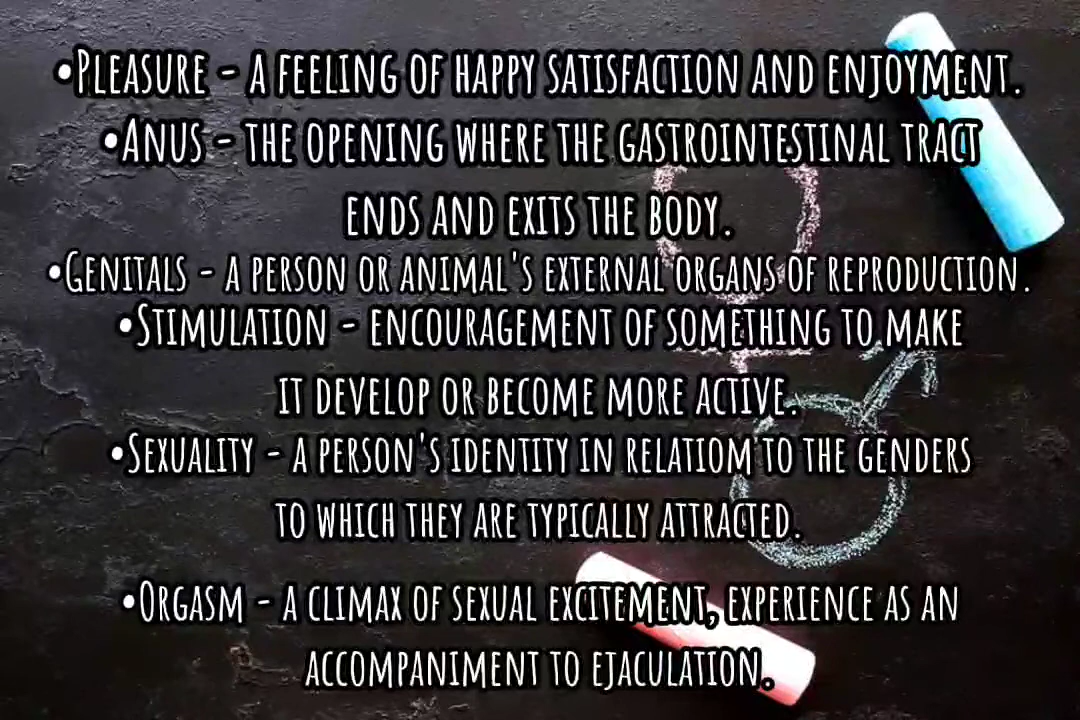 •Pleasure - a feeling of happy satisfaction and enjoyment.
•Anus - the opening where the gastrointestinal tract
ends and exits the body.
•Genitals - a person or animal's external organs of reproduction.
•Stimulation - encouragement of something to make
it develop or become more active.
•Sexuality - a person's identity in relatiom to the genders
to which they are typically attracted.
•Orgasm - a climax of sexual excitement, experience as an
accompaniment to ejaculation.